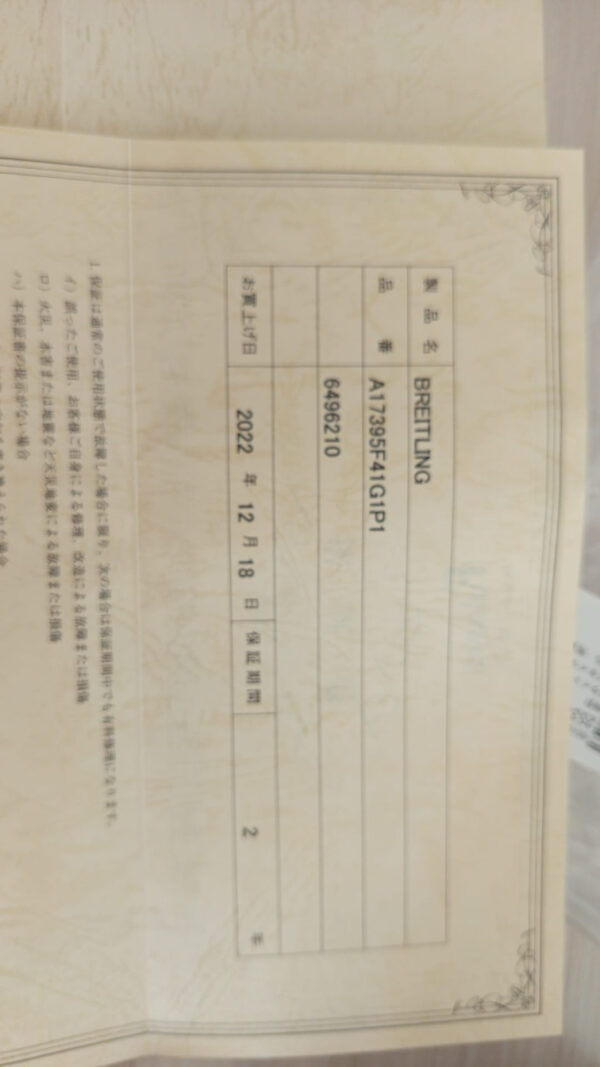 製品名 BREITLING
品番 A17395F41G1P1
6496210
お買上げ日 2022 年 12 月 18 日 保証期間 2 年
1 保証は通常のご使用状態で故障した場合に限り、次の場合は保証期間中でも有料修理になります。
イ）誤ったご使用、お客様ご自身による修理、改造による故障または損傷
ロ）火災、水害または地震など天災地変による故障または損傷
ハ）本保証書の提示がない場合